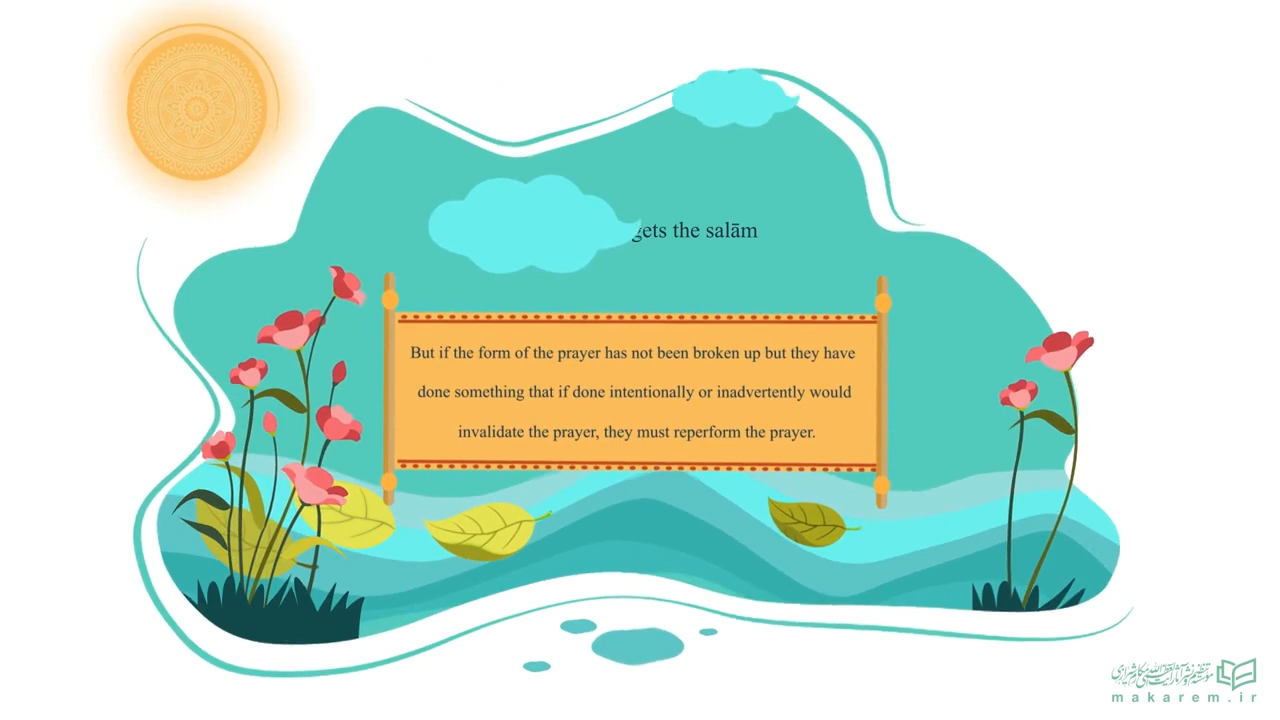 gets the salām
But if the form of the prayer has not been broken up but they have
done something that if done intentionally or inadvertently would
invalidate the prayer, they must reperform the prayer.
makarem.ir